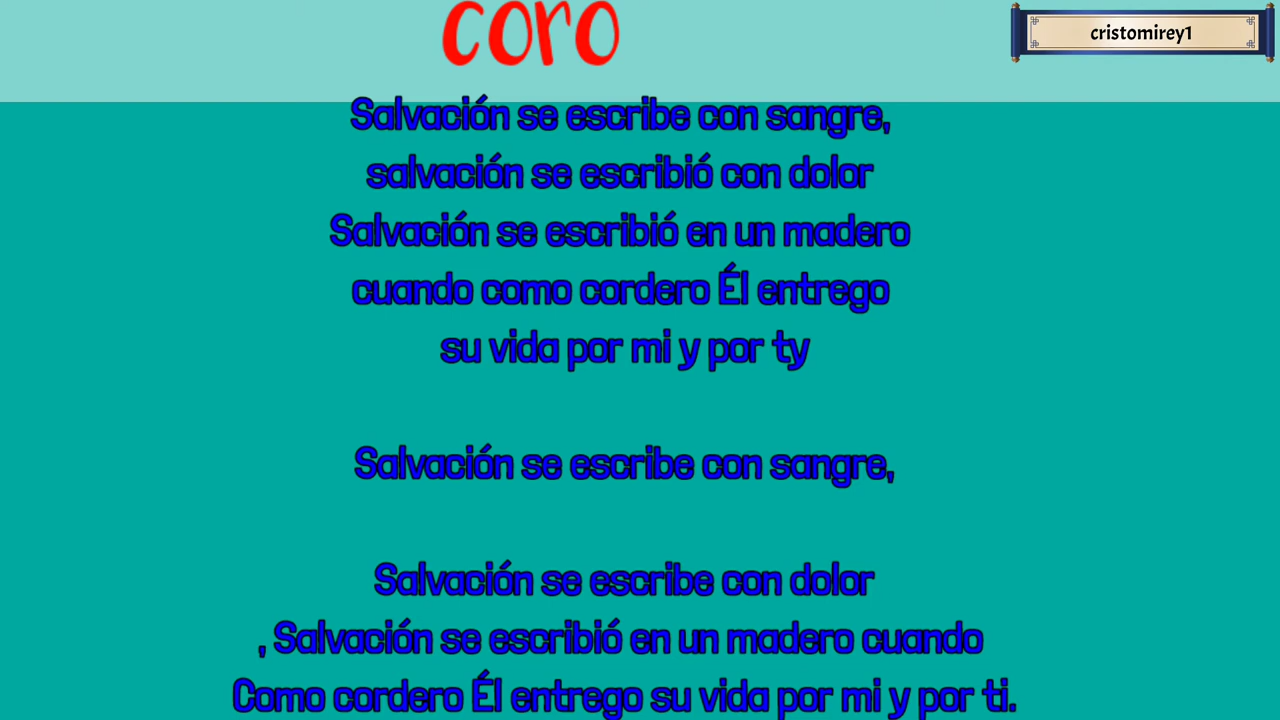 coro
cristomirey1
Salvación se escribe con sangre,
salvación se escribió con dolor
Salvación se escribió en un madero
cuando como cordero Él entrego
su vida por mi y por ty
Salvación se escribe con sangre,
Salvación se escribe con dolor
, Salvación se escribió en un madero cuando
Como cordero Él entrego su vida por mi y por ti.